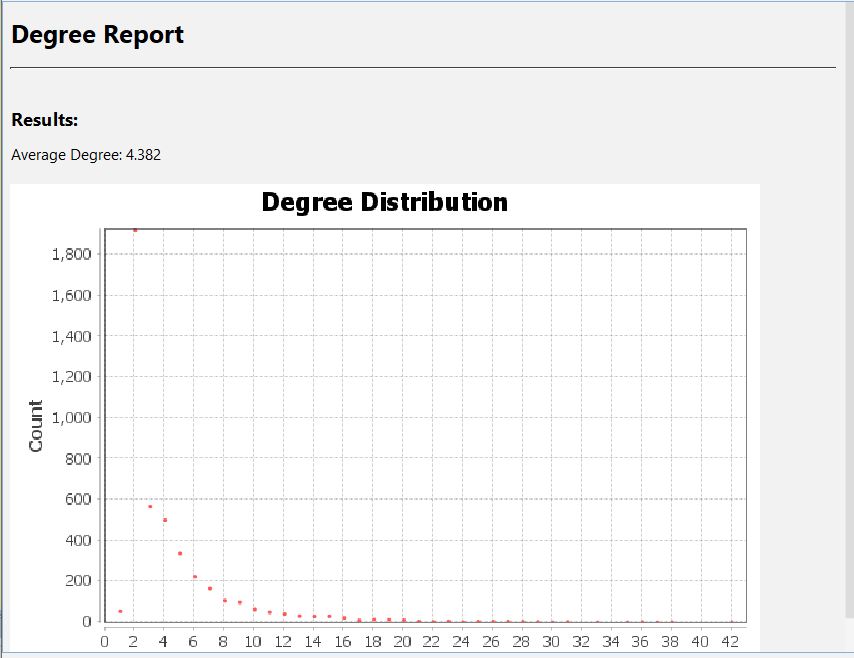 Degree Report
Results:
Average Degree: 4.382
Degree Distribution
1,800
1,600
1,400
1,200
1,000
800
600
400
200
0
Count
0 2 4 6 8 10 12 14 16 18 20 22 24 26 28 30 32 34 36 38 40 42